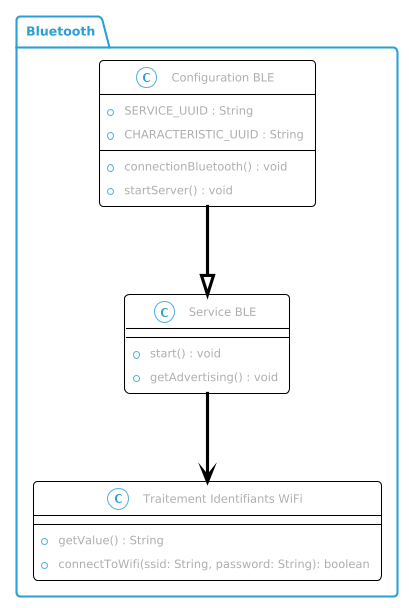 Bluetooth
C Configuration BLE
SERVICE_UUID : String
CHARACTERISTIC_UUID : String
connectionBluetooth() : void
startServer() : void
C Service BLE
start() : void
getAdvertising() : void
C Traitement Identifiants WiFi
getValue() : String
connectToWifi(ssid: String, password: String): boolean